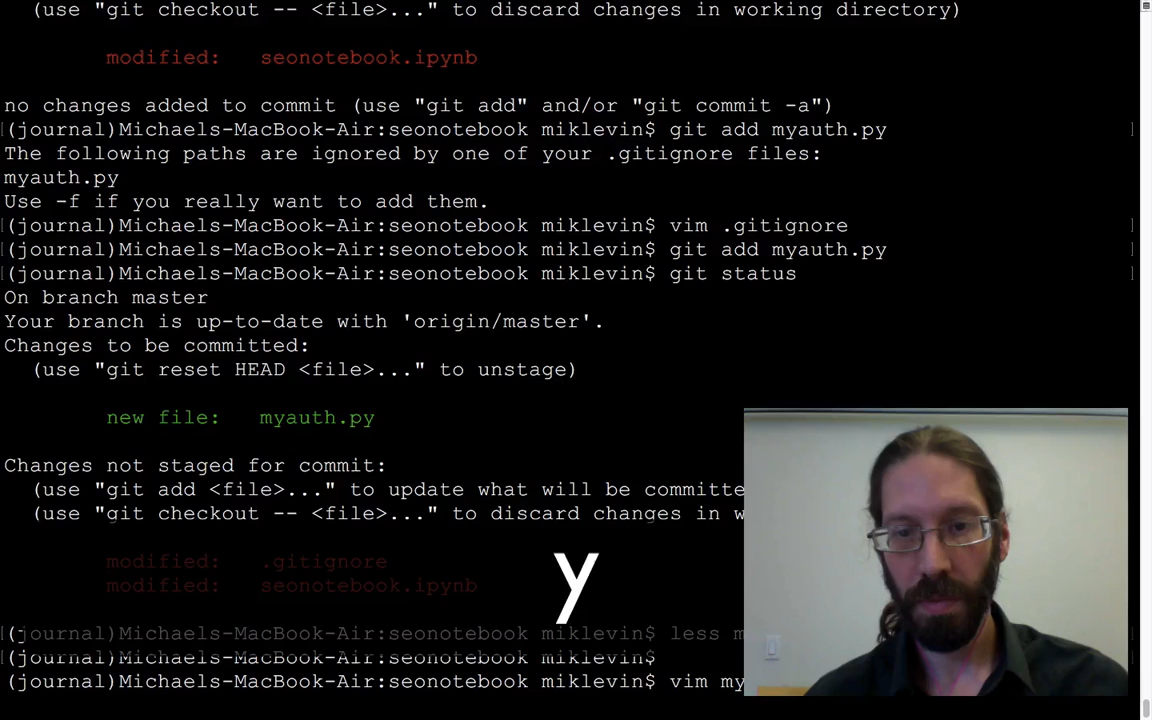 (use "git checkout -- <file>..." to discard changes in working directory)
modified: seonotebook.ipynb
no changes added to commit (use "git add" and/or "git commit -a")
(journal)Michaels-MacBook-Air:seonotebook miklevin$ git add myauth.py
The following paths are ignored by one of your .gitignore files:
myauth.py
Use -f if you really want to add them.
(journal)Michaels-MacBook-Air:seonotebook miklevin$ vim .gitignore
(journal)Michaels-MacBook-Air:seonotebook miklevin$ git add myauth.py
(journal)Michaels-MacBook-Air:seonotebook miklevin$ git status
On branch master
Your branch is up-to-date with 'origin/master'.
Changes to be committed:
(use "git reset HEAD <file>..." to unstage)
new file: myauth.py
Changes not staged for commit:
(use "git add <file>..." to update what will be committe
(use "git checkout -- <file>..." to discard changes in w
modified: .gitignore
modified: seonotebook.ipynb
y
(journal)Michaels-MacBook-Air:seonotebook miklevin$ less m
(journal)Michaels-MacBook-Air:seonotebook miklevin$
(journal)Michaels-MacBook-Air:seonotebook miklevin$ vim my